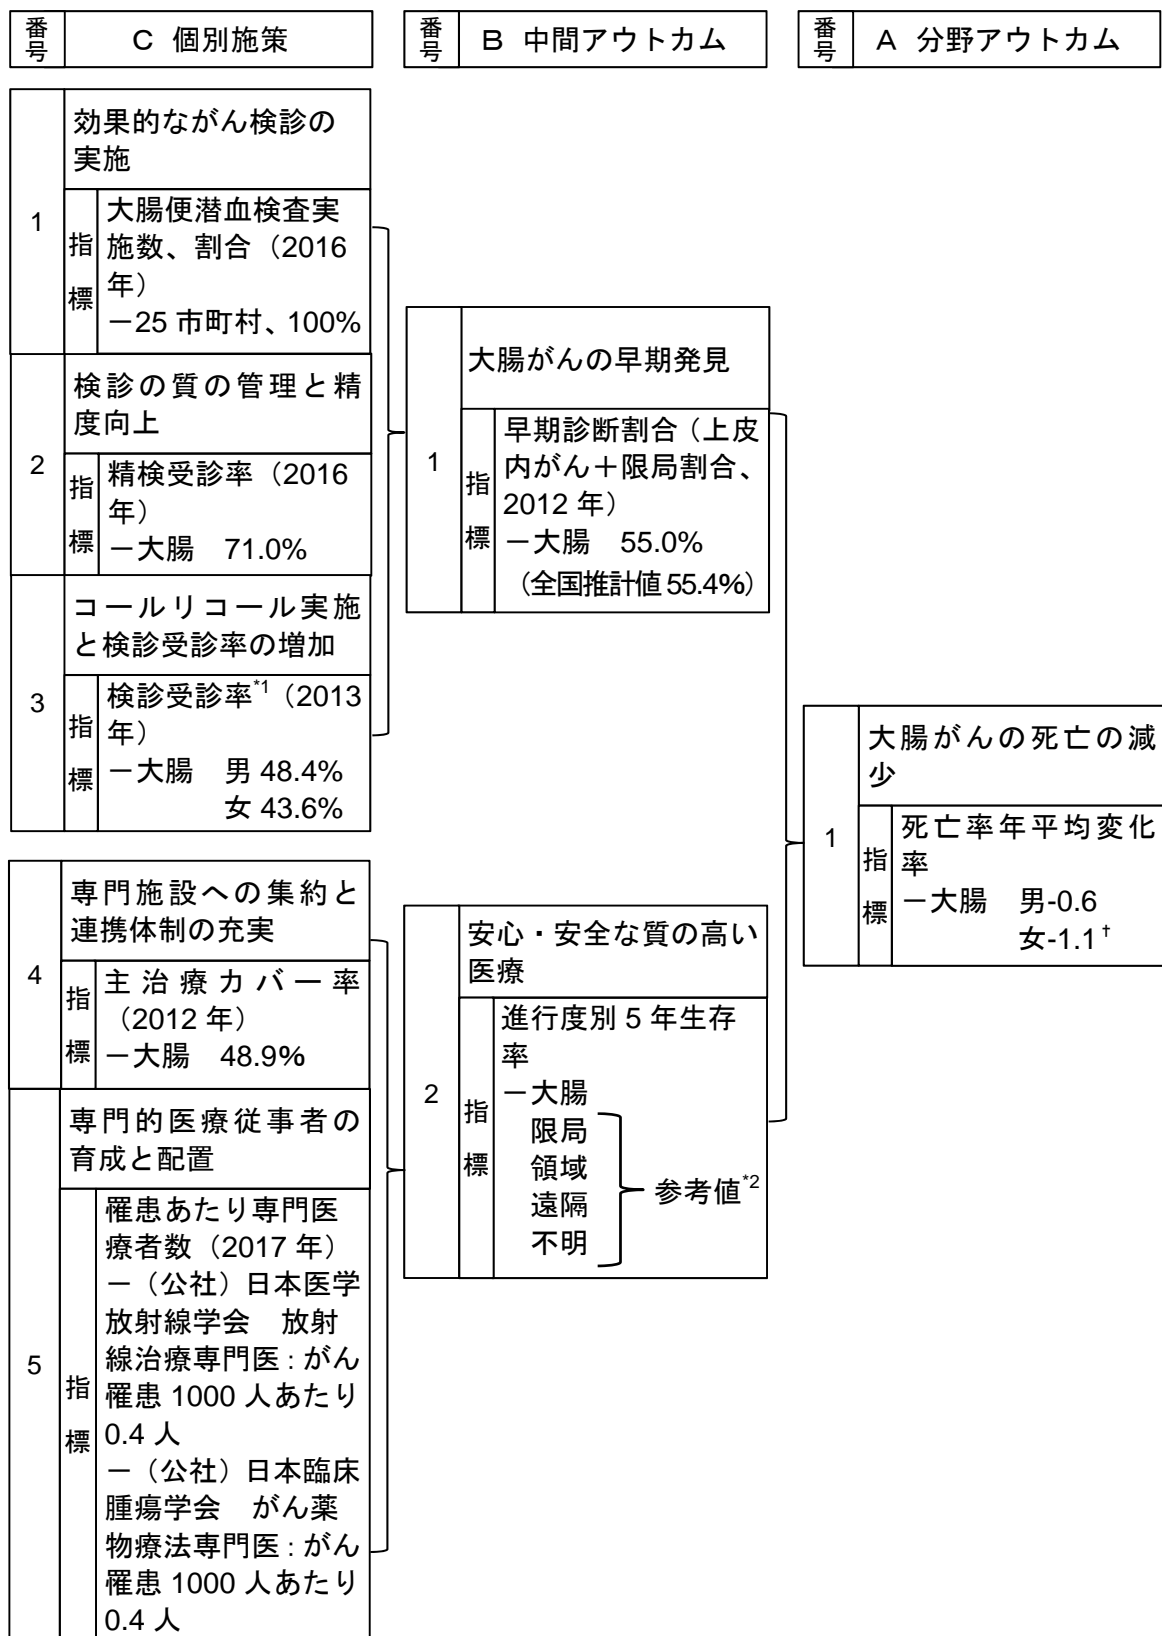 番号 C 個別施策
番号 B 中間アウトカム
番号 A 分野アウトカム
1
効果的ながん検診の
実施
指標
大腸便潜血検査実
施数、割合（2016
年）
－25 市町村、100%
2
検診の質の管理と精
度向上
指標
精検受診率（2016
年）
－大腸　71.0%
3
コールリコール実施
と検診受診率の増加
指標
検診受診率*1（2013
年）
－大腸　男 48.4%
女 43.6%
4
専門施設への集約と
連携体制の充実
指標
主治療カバー率
（2012 年）
－大腸　48.9%
5
専門的医療従事者の
育成と配置
指標
罹患あたり専門医
療者数（2017 年）
－（公社）日本医学
放射線学会　放射
線治療専門医：がん
罹患 1000 人あたり
0.4 人
－（公社）日本臨床
腫瘍学会　がん薬
物療法専門医：がん
罹患 1000 人あたり
0.4 人
1
大腸がんの早期発見
指標
早期診断割合（上皮
内がん＋限局割合、
2012 年）
－大腸　55.0%
（全国推計値 55.4%）
2
安心・安全な質の高い
医療
指標
進行度別 5 年生存
率
－大腸
限局
領域
遠隔
不明
参考値*2
1
大腸がんの死亡の減
少
指標
死亡率年平均変化
率
－大腸　男-0.6
女-1.1†